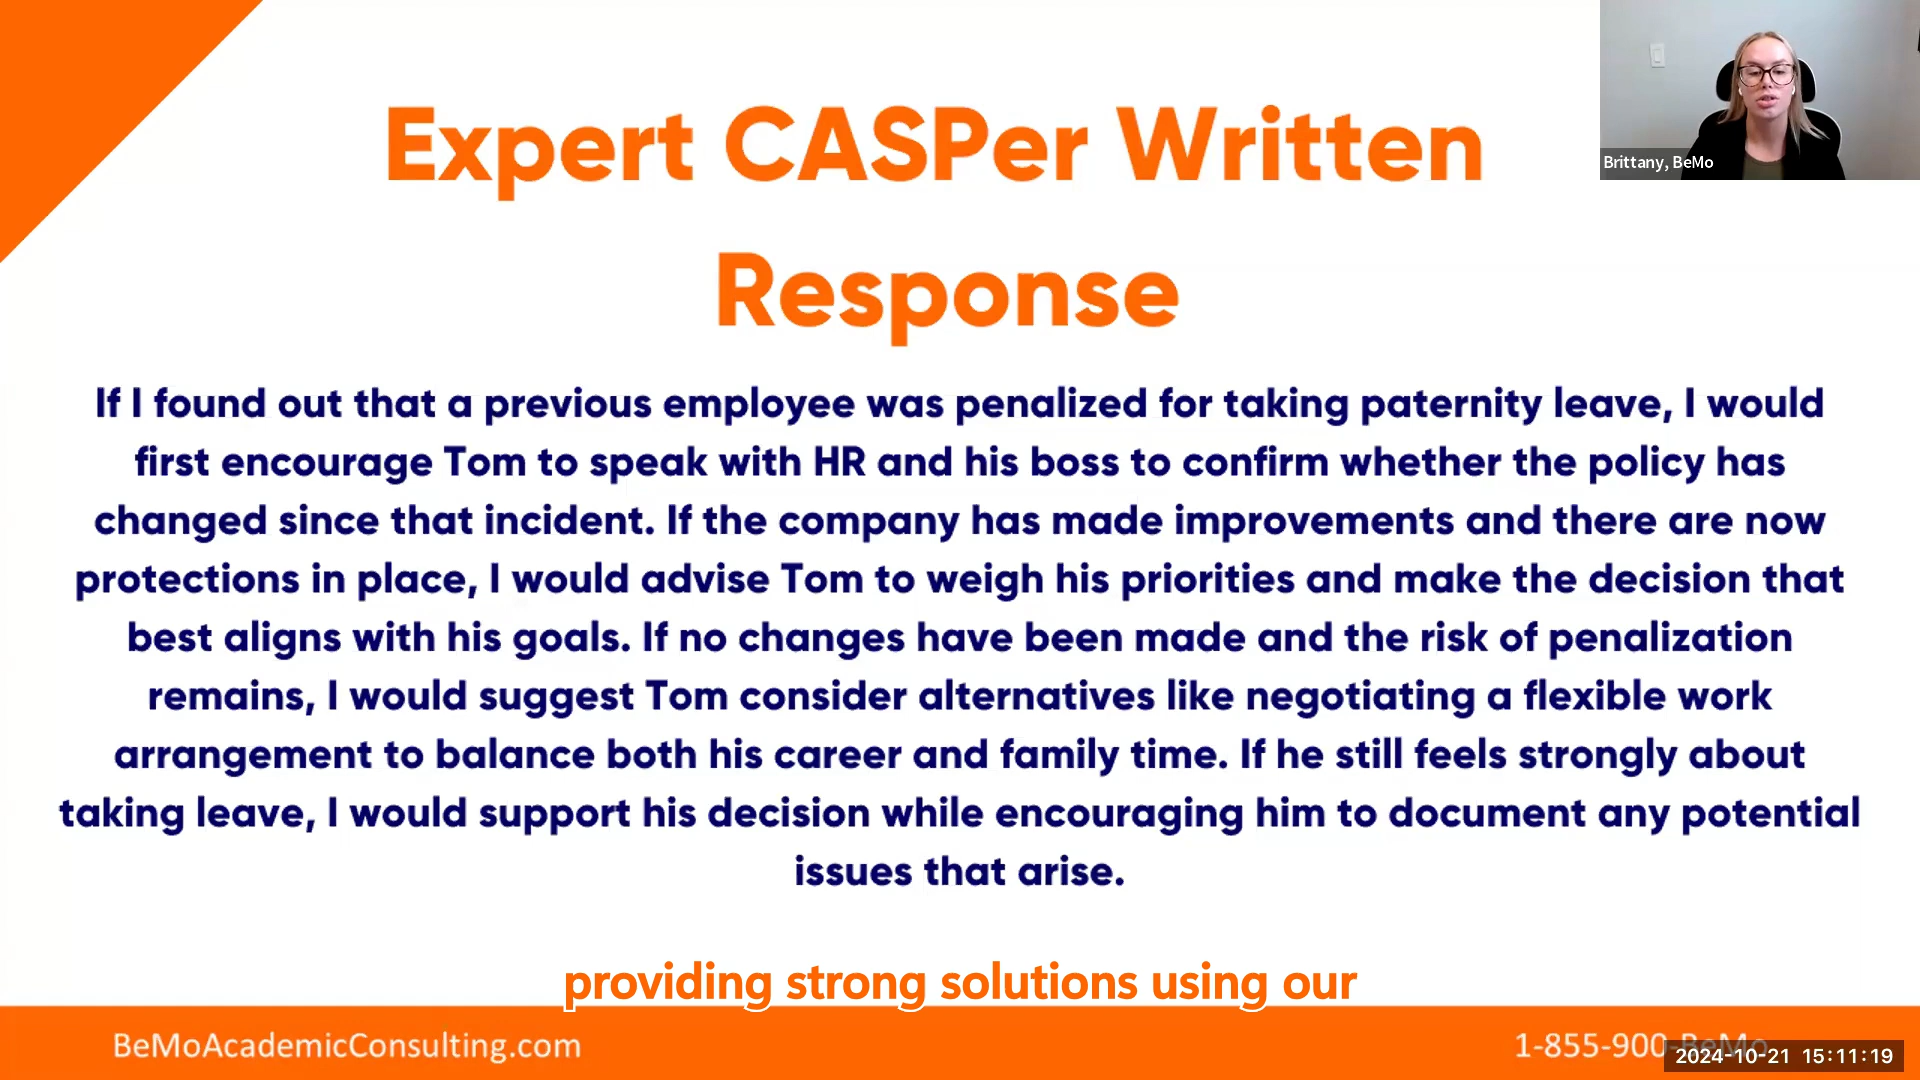 Expert CASPer Written
Response
Brittany, BeMo
If I found out that a previous employee was penalized for taking paternity leave, I would
first encourage Tom to speak with HR and his boss to confirm whether the policy has
changed since that incident. If the company has made improvements and there are now
protections in place, I would advise Tom to weigh his priorities and make the decision that
best aligns with his goals. If no changes have been made and the risk of penalization
remains, I would suggest Tom consider alternatives like negotiating a flexible work
arrangement to balance both his career and family time. If he still feels strongly about
taking leave, I would support his decision while encouraging him to document any potential
issues that arise.
providing strong solutions using our
BeMoAcademicConsulting.com
1-855-900-BeMo
2024-10-21 15:11:19